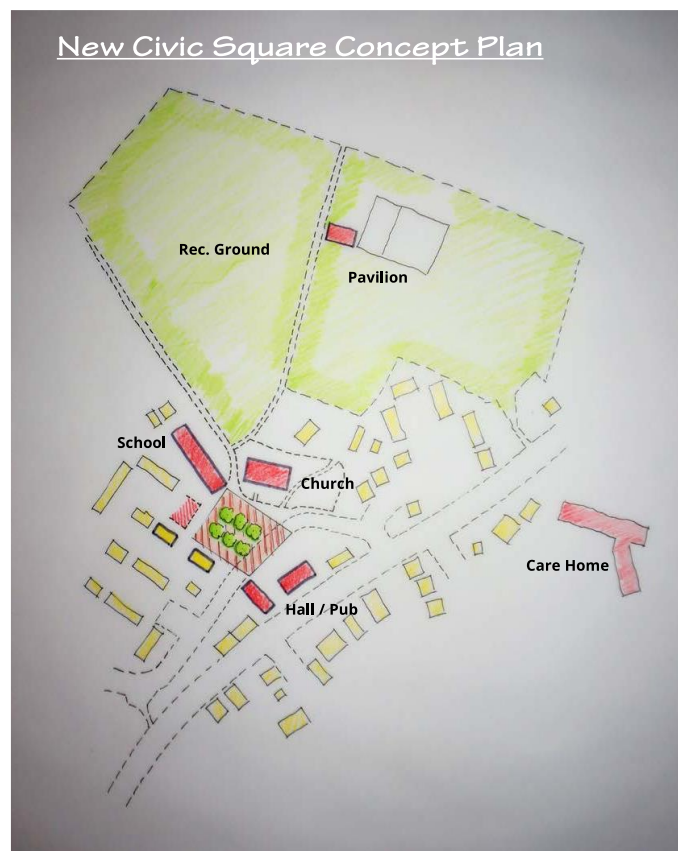 New Civic Square Concept Plan
Rec. Ground
Pavilion
School
Church
Care Home
Hall / Pub